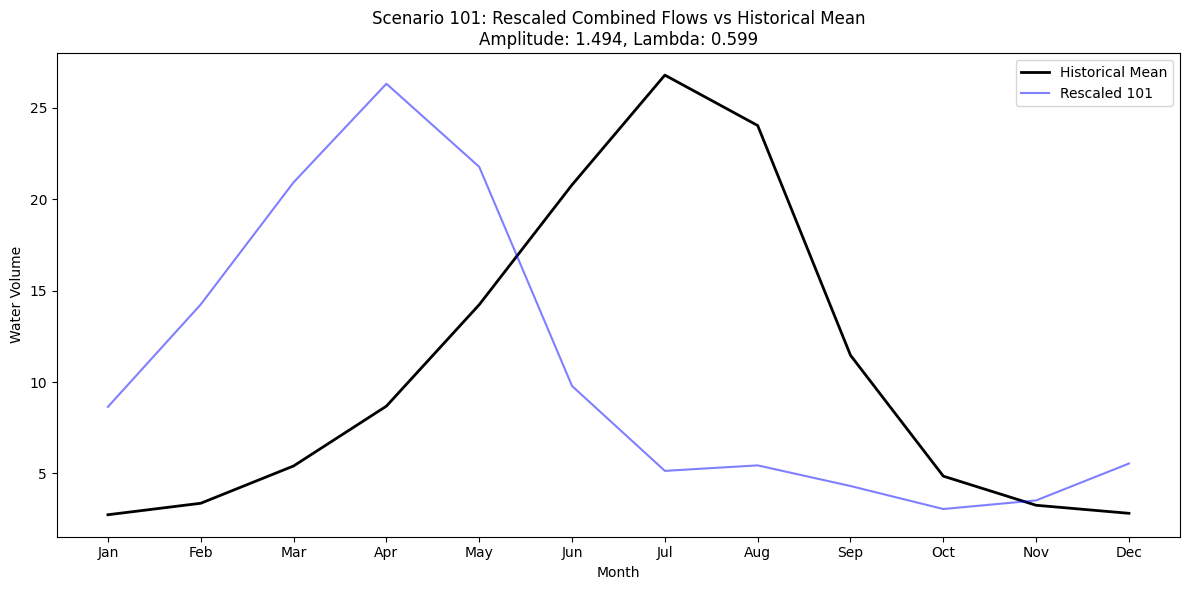 Scenario 101: Rescaled Combined Flows vs Historical Mean
Amplitude: 1.494, Lambda: 0.599
Historical Mean
Rescaled 101
Water Volume
25
20
15
10
5
Jan Feb Mar Apr May Jun Jul Aug Sep Oct Nov Dec
Month